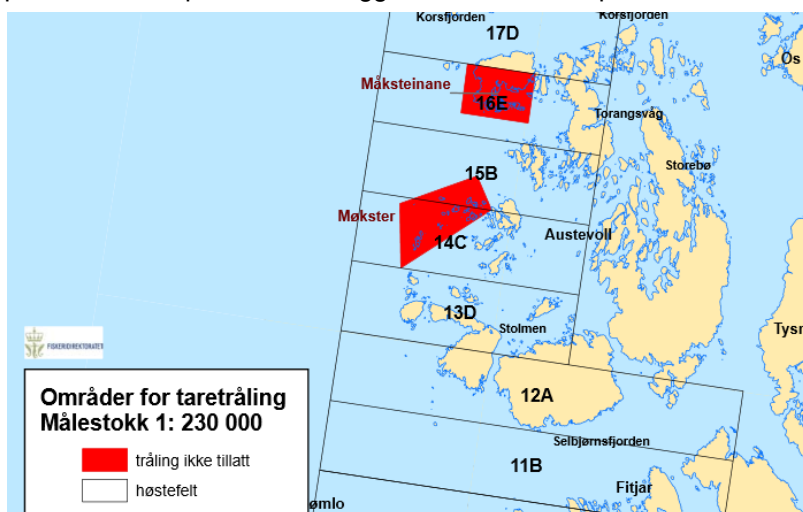 Korsfjorden
Korsfjorden
17D
Os
Måksteinane
16E
Torangsvåg
Storebø
15B
Møkster
14C
Austevoll
13D
Stolmen
Tysn
FISKERIDIREKTORATET
Områder for taretråling
Målestokk 1: 230 000
12A
tråling ikke tillatt
Selbjørnsfjorden
11B
høstefelt
Fitjar
ømlo